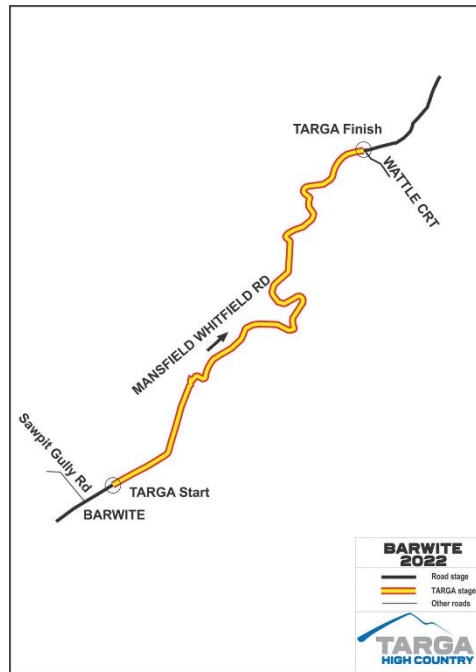 TARGA Finish
WATTLE CRT
MANSFIELD WHITFIELD RD
Sawpit Gully Rd
TARGA Start
BARWITE
BARWITE
2022
Road stage
TARGA stage
Other roads
TARGA
HIGH COUNTRY